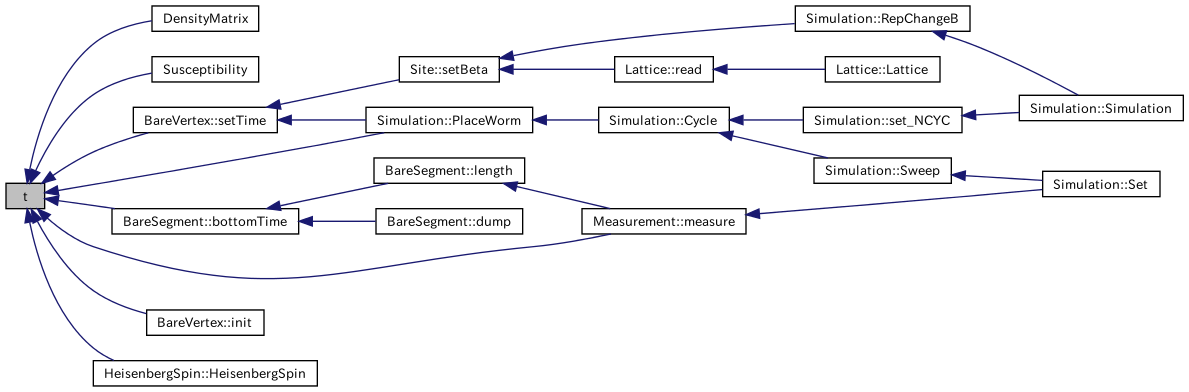 DensityMatrix
Simulation::RepChangeB
Susceptibility
Site::setBeta
Lattice::read
Lattice::Lattice
BareVertex::setTime
Simulation::PlaceWorm
Simulation::Cycle
Simulation::set_NCYC
Simulation::Simulation
BareSegment::length
Simulation::Sweep
Simulation::Set
t
BareSegment::bottomTime
BareSegment::dump
Measurement::measure
BareVertex::init
HeisenbergSpin::HeisenbergSpin